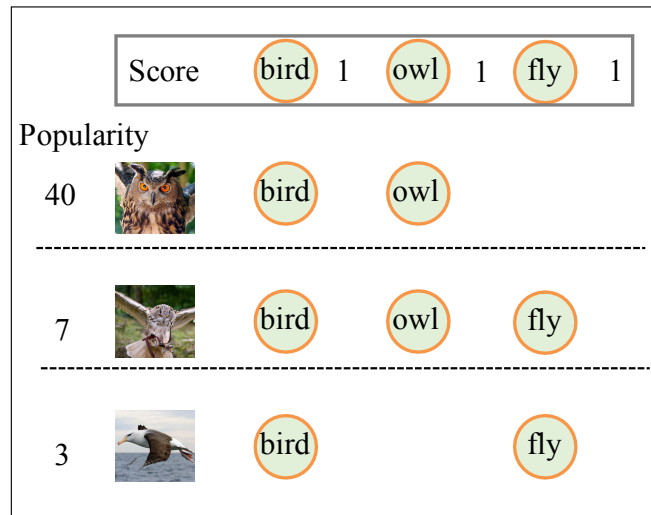 Score bird 1 owl 1 fly 1
Popularity
40 bird owl
7 bird owl fly
3 bird fly